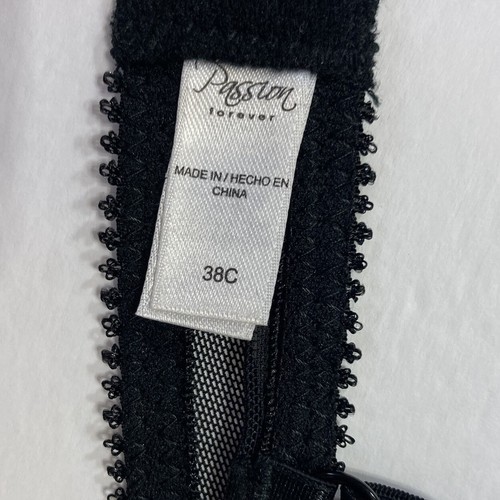 Passion
forever
MADE IN / HECHO EN
CHINA
38C